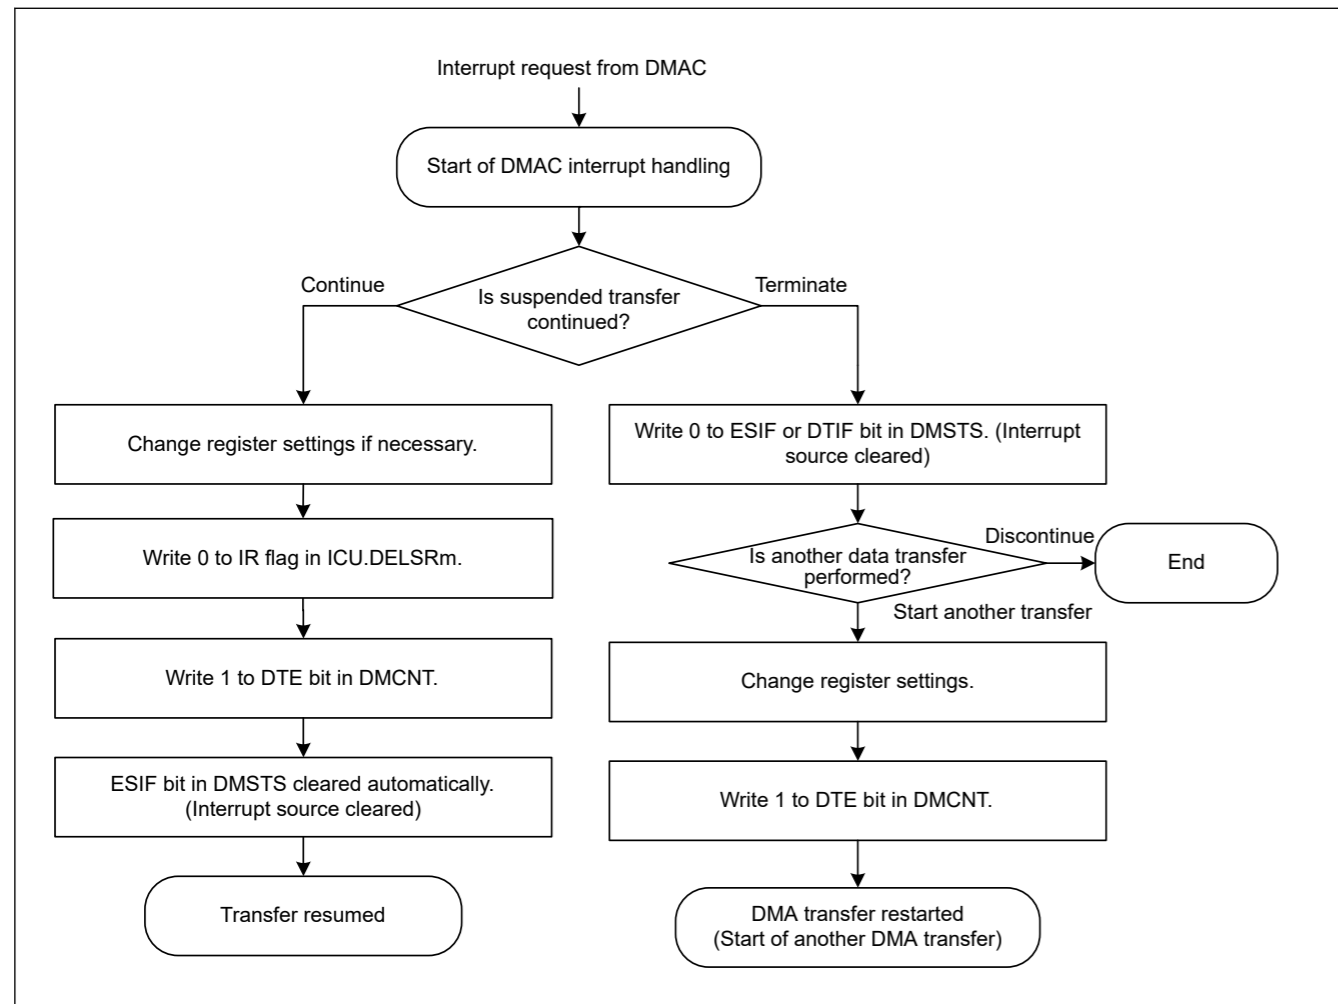 Interrupt request from DMAC
Start of DMAC interrupt handling
Is suspended transfer
continued?
Continue
Terminate
Change register settings if necessary.
Write 0 to IR flag in ICU.DELSRm.
Write 1 to DTE bit in DMCNT.
ESIF bit in DMSTS cleared automatically.
(Interrupt source cleared)
Transfer resumed
Write 0 to ESIF or DTIF bit in DMSTS. (Interrupt
source cleared)
Is another data transfer
performed?
Discontinue
End
Start another transfer
Change register settings.
Write 1 to DTE bit in DMCNT.
DMA transfer restarted
(Start of another DMA transfer)